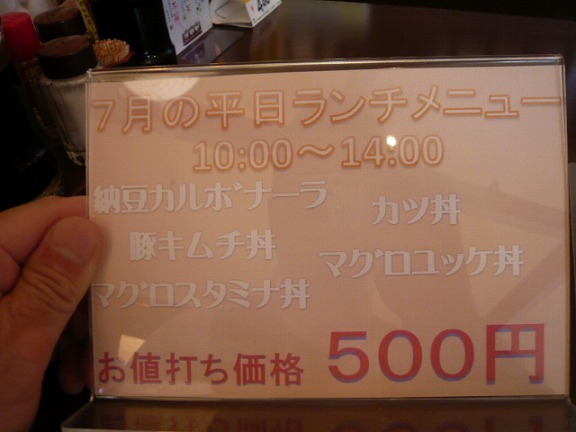 7月の平日ランチメニュー
10:00～14:00
納豆カルボナーラ
カツ丼
豚キムチ丼
マグロユッケ丼
マグロスタミナ丼
お値打ち価格 500円